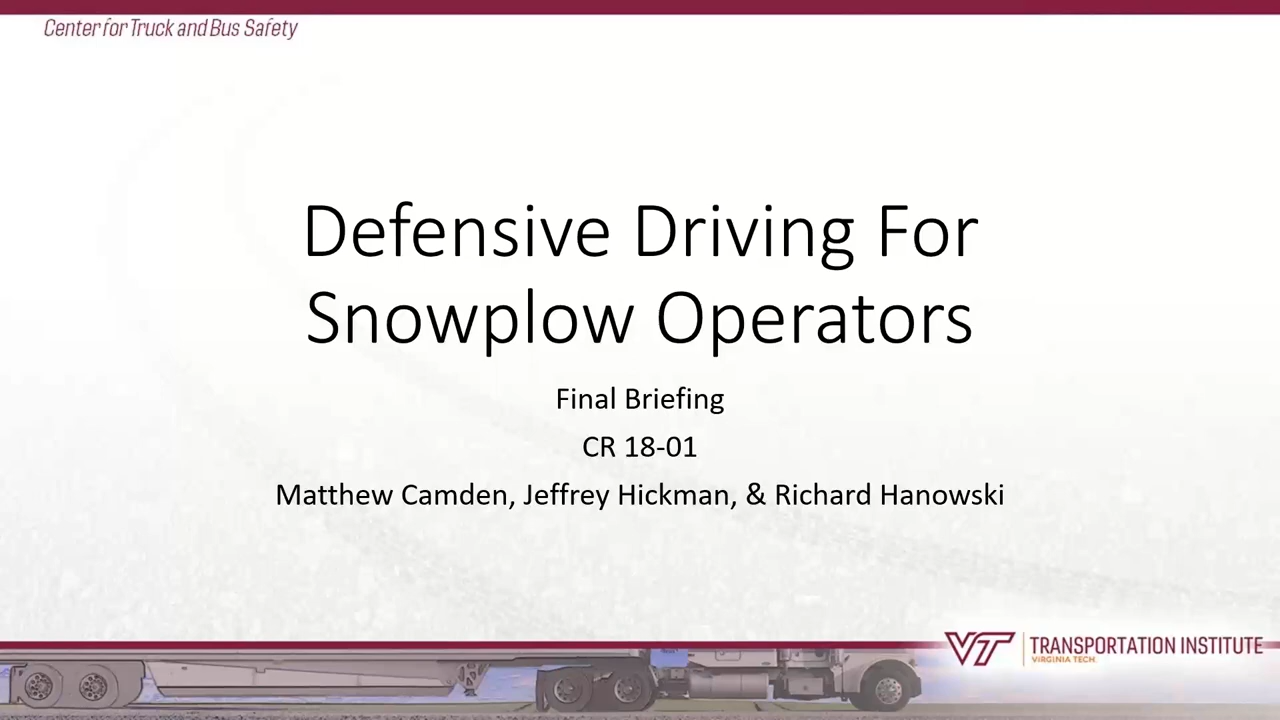 Center for Truck and Bus Safety
Defensive Driving For
Snowplow Operators
Final Briefing
CR 18-01
Matthew Camden, Jeffrey Hickman, & Richard Hanowski
VT TRANSPORTATION INSTITUTE
VIRGINIA TECH.